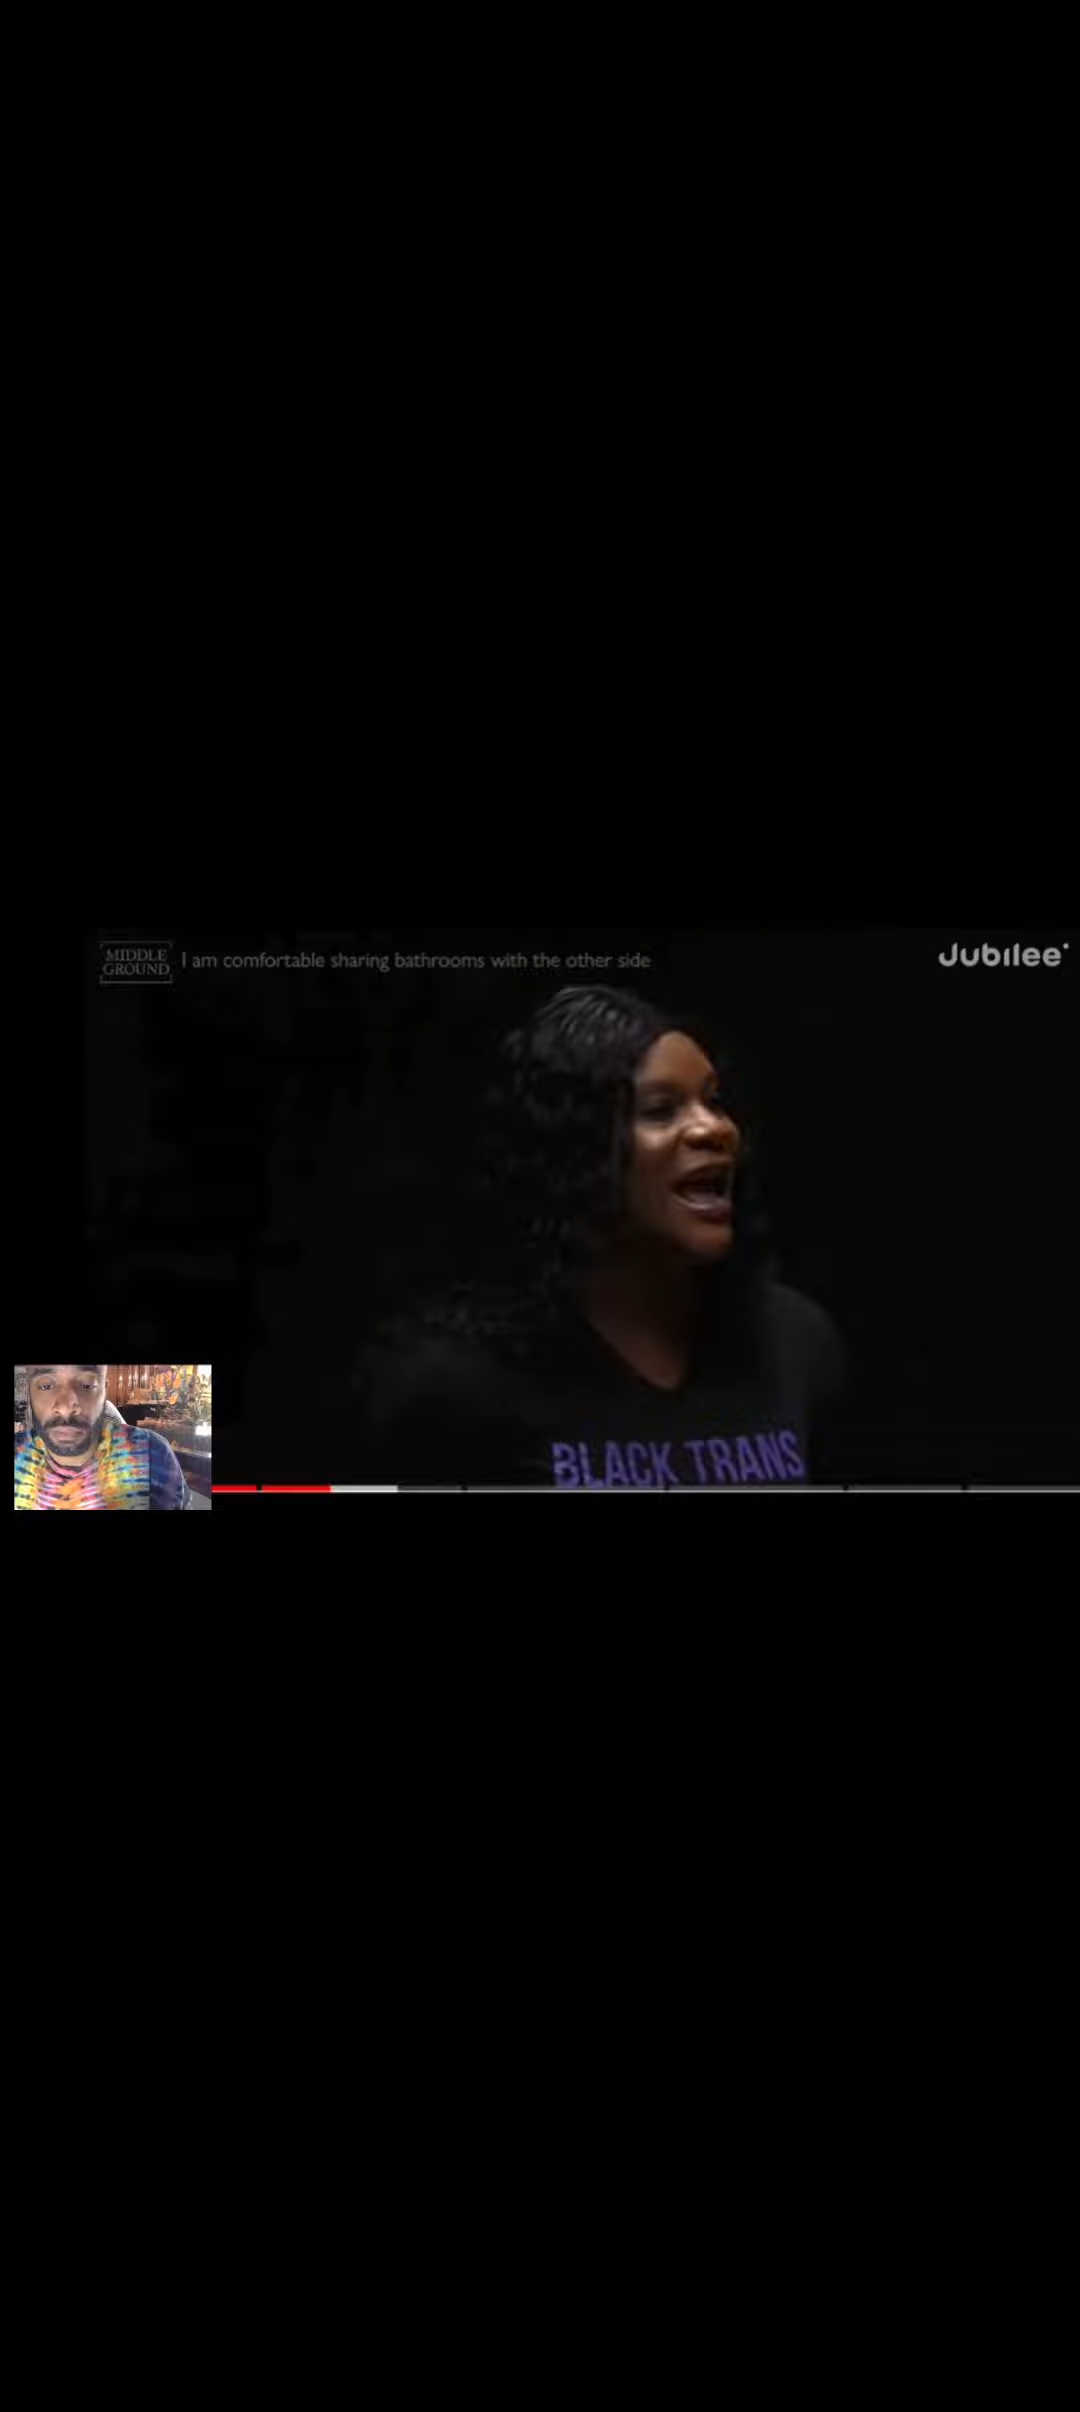 MIDDLE
GROUND
I am comfortable sharing bathrooms with the other side
Jubilee
BLACK TRANS